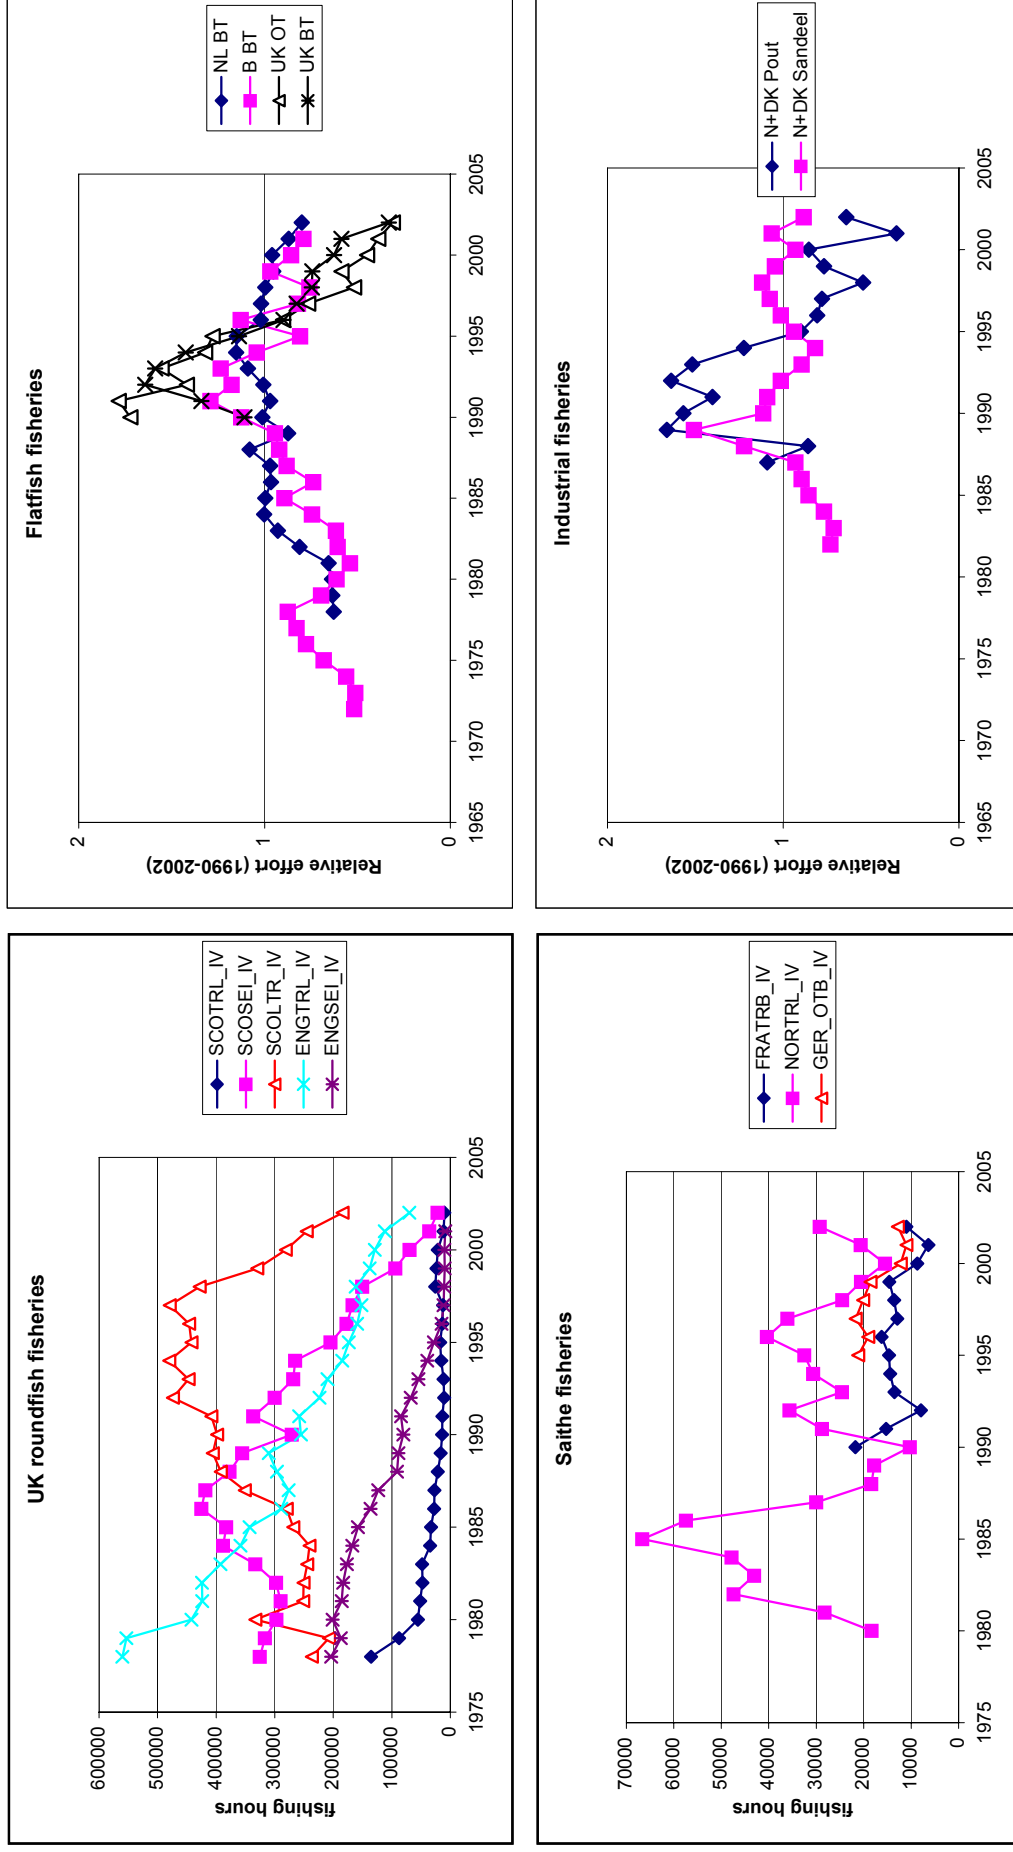 UK roundfish fisheries
fishing hours
600000
500000
400000
300000
200000
100000
0
1975
1980
1985
1990
1995
2000
2005
SCOTRL_IV
SCOSEI_IV
SCOLTR_IV
ENGTRL_IV
ENGSEI_IV
Flatfish fisheries
Relative effort (1990-2002)
2
1
0
1965
1970
1975
1980
1985
1990
1995
2000
2005
NL BT
B BT
UK OT
UK BT
Saithe fisheries
fishing hours
70000
60000
50000
40000
30000
20000
10000
0
1975
1980
1985
1990
1995
2000
2005
FRATRB_IV
NORTRL_IV
GER_OTB_IV
Industrial fisheries
Relative effort (1990-2002)
2
1
0
1965
1970
1975
1980
1985
1990
1995
2000
2005
N+DK Pout
N+DK Sandeel